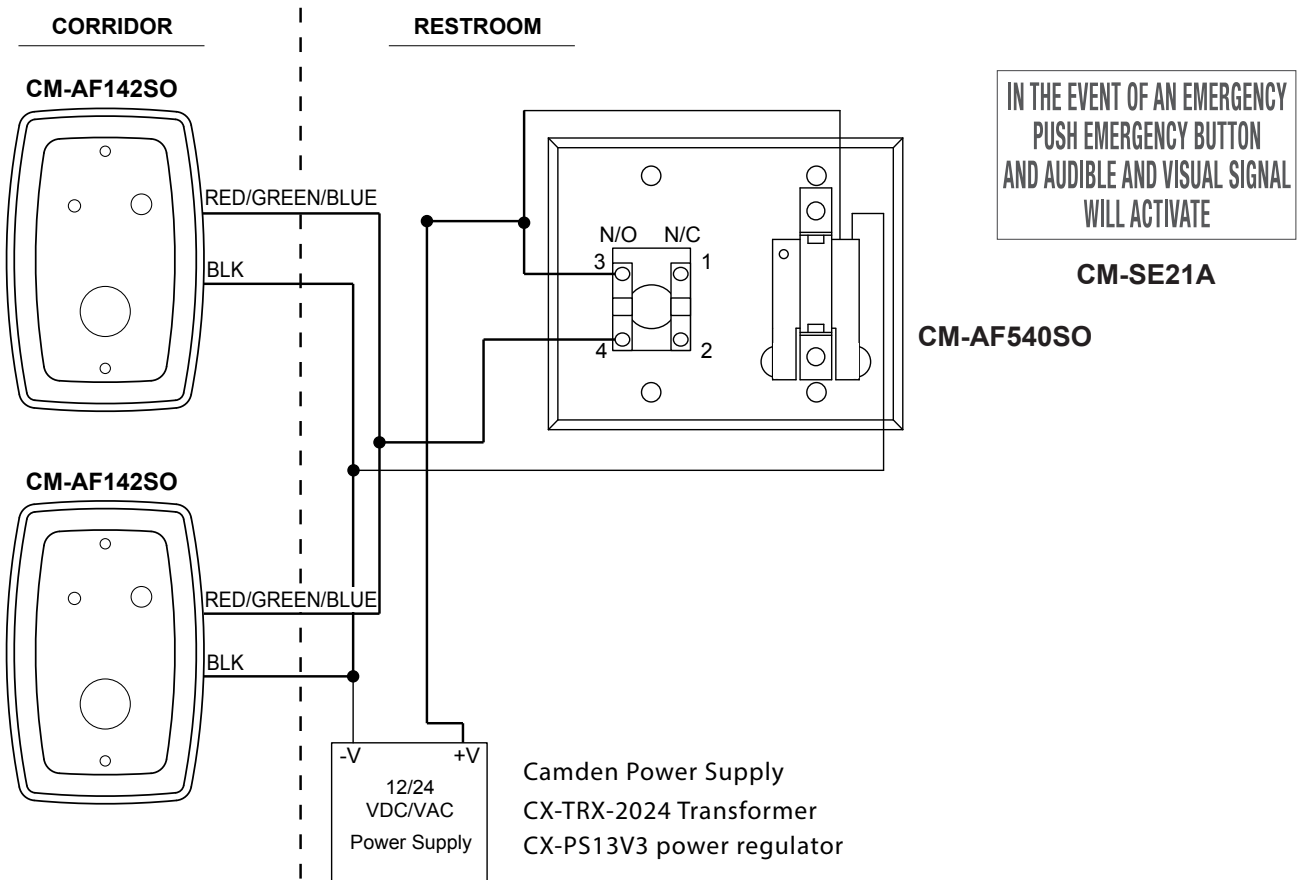 CORRIDOR
RESTROOM
CM-AF142SO
RED/GREEN/BLUE
BLK
CM-AF142SO
RED/GREEN/BLUE
BLK
N/O N/C
3 1
4 2
CM-AF540SO
IN THE EVENT OF AN EMERGENCY
PUSH EMERGENCY BUTTON
AND AUDIBLE AND VISUAL SIGNAL
WILL ACTIVATE
CM-SE21A
-V +V
12/24
VDC/VAC
Power Supply
Camden Power Supply
CX-TRX-2024 Transformer
CX-PS13V3 power regulator